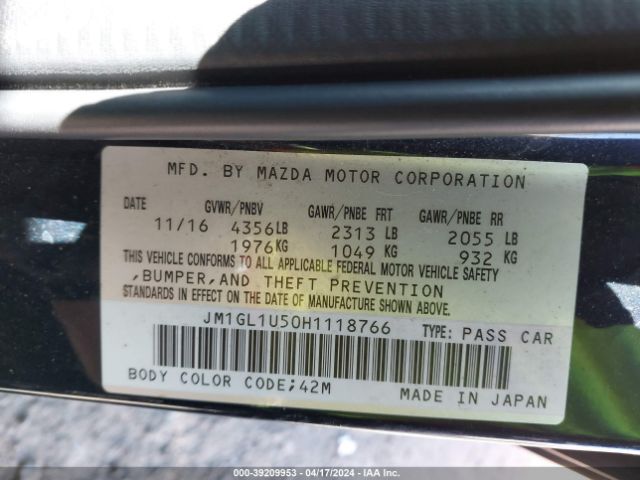 MFD. BY MAZDA MOTOR CORPORATION
DATE GVWR/PNBV GAWR/PNBE FRT GAWR/PNBE RR
11/16 4356LB 2313 LB 2055 LB
1976KG 1049 KG 932 KG
THIS VEHICLE CONFORMS TO ALL APPLICABLE FEDERAL MOTOR VEHICLE SAFETY
,BUMPER,AND THEFT PREVENTION
STANDARDS IN EFFECT ON THE DATE OF MANUFACTURE SHOWN ABOVE.
JM1GL1U50H1118766 TYPE: PASS CAR
BODY COLOR CODE;42M MADE IN JAPAN
000-39209953 - 04/17/2024 - IAA Inc.